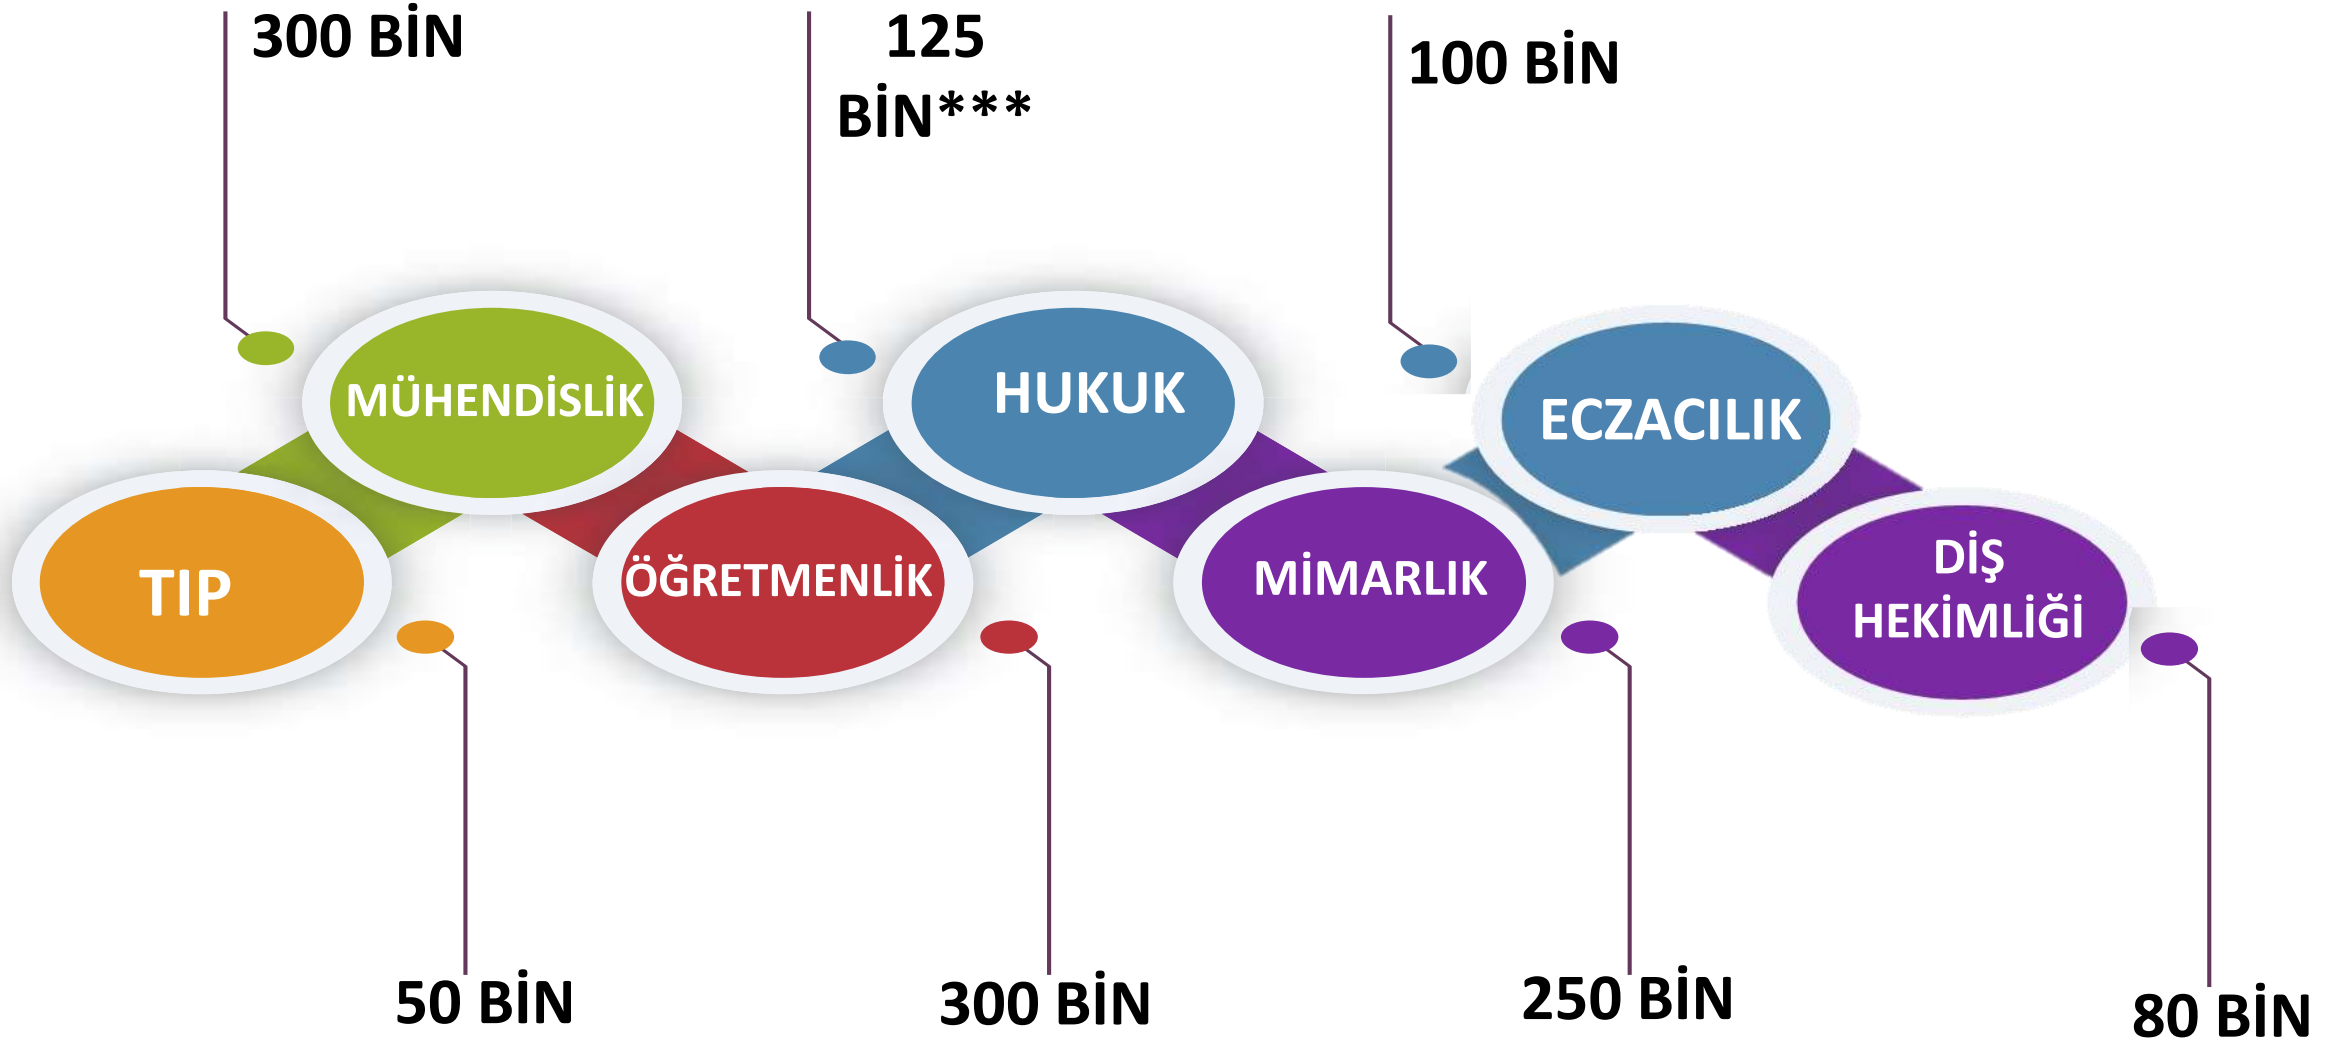 300 BİN
125
BİN***
100 BİN
MÜHENDİSLİK
HUKUK
ECZACILIK
TIP
ÖĞRETMENLİK
MİMARLIK
DİŞ
HEKİMLİĞİ
50 BİN
300 BİN
250 BİN
80 BİN